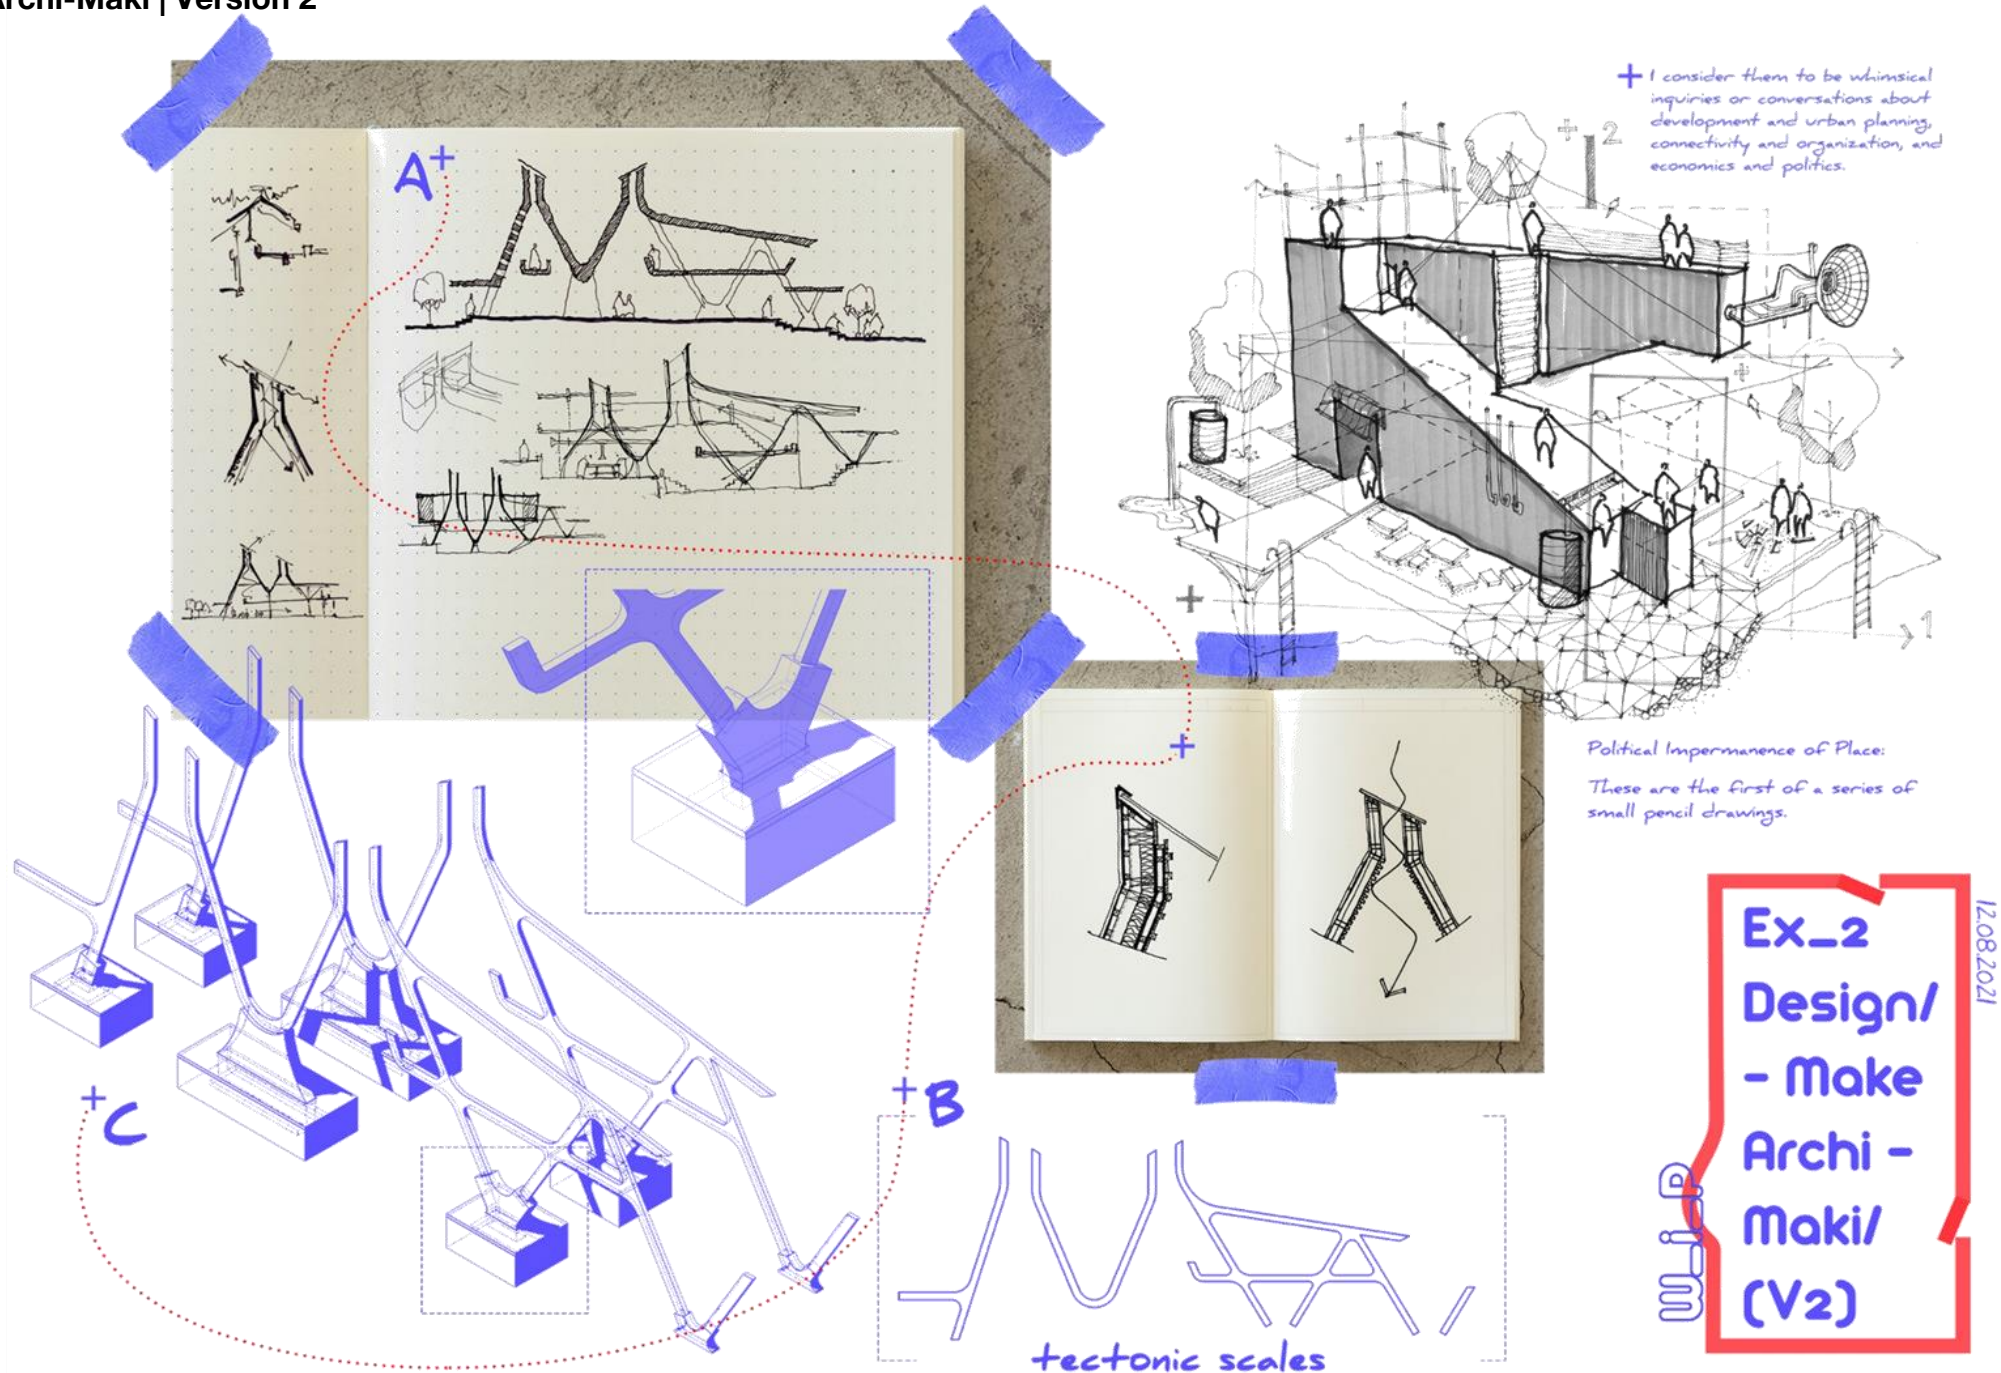 Archi-Maki | Version 2
A
I consider them to be whimsical
inquiries or conversations about
development and urban planning,
connectivity and organization, and
economics and politics.
2
1
Political Impermanence of Place:
These are the first of a series of
small pencil drawings.
C
B
tectonic scales
Ex_2
Design/
- Make
Archi -
Maki/
(V2)
12.08.2021
W.I.P